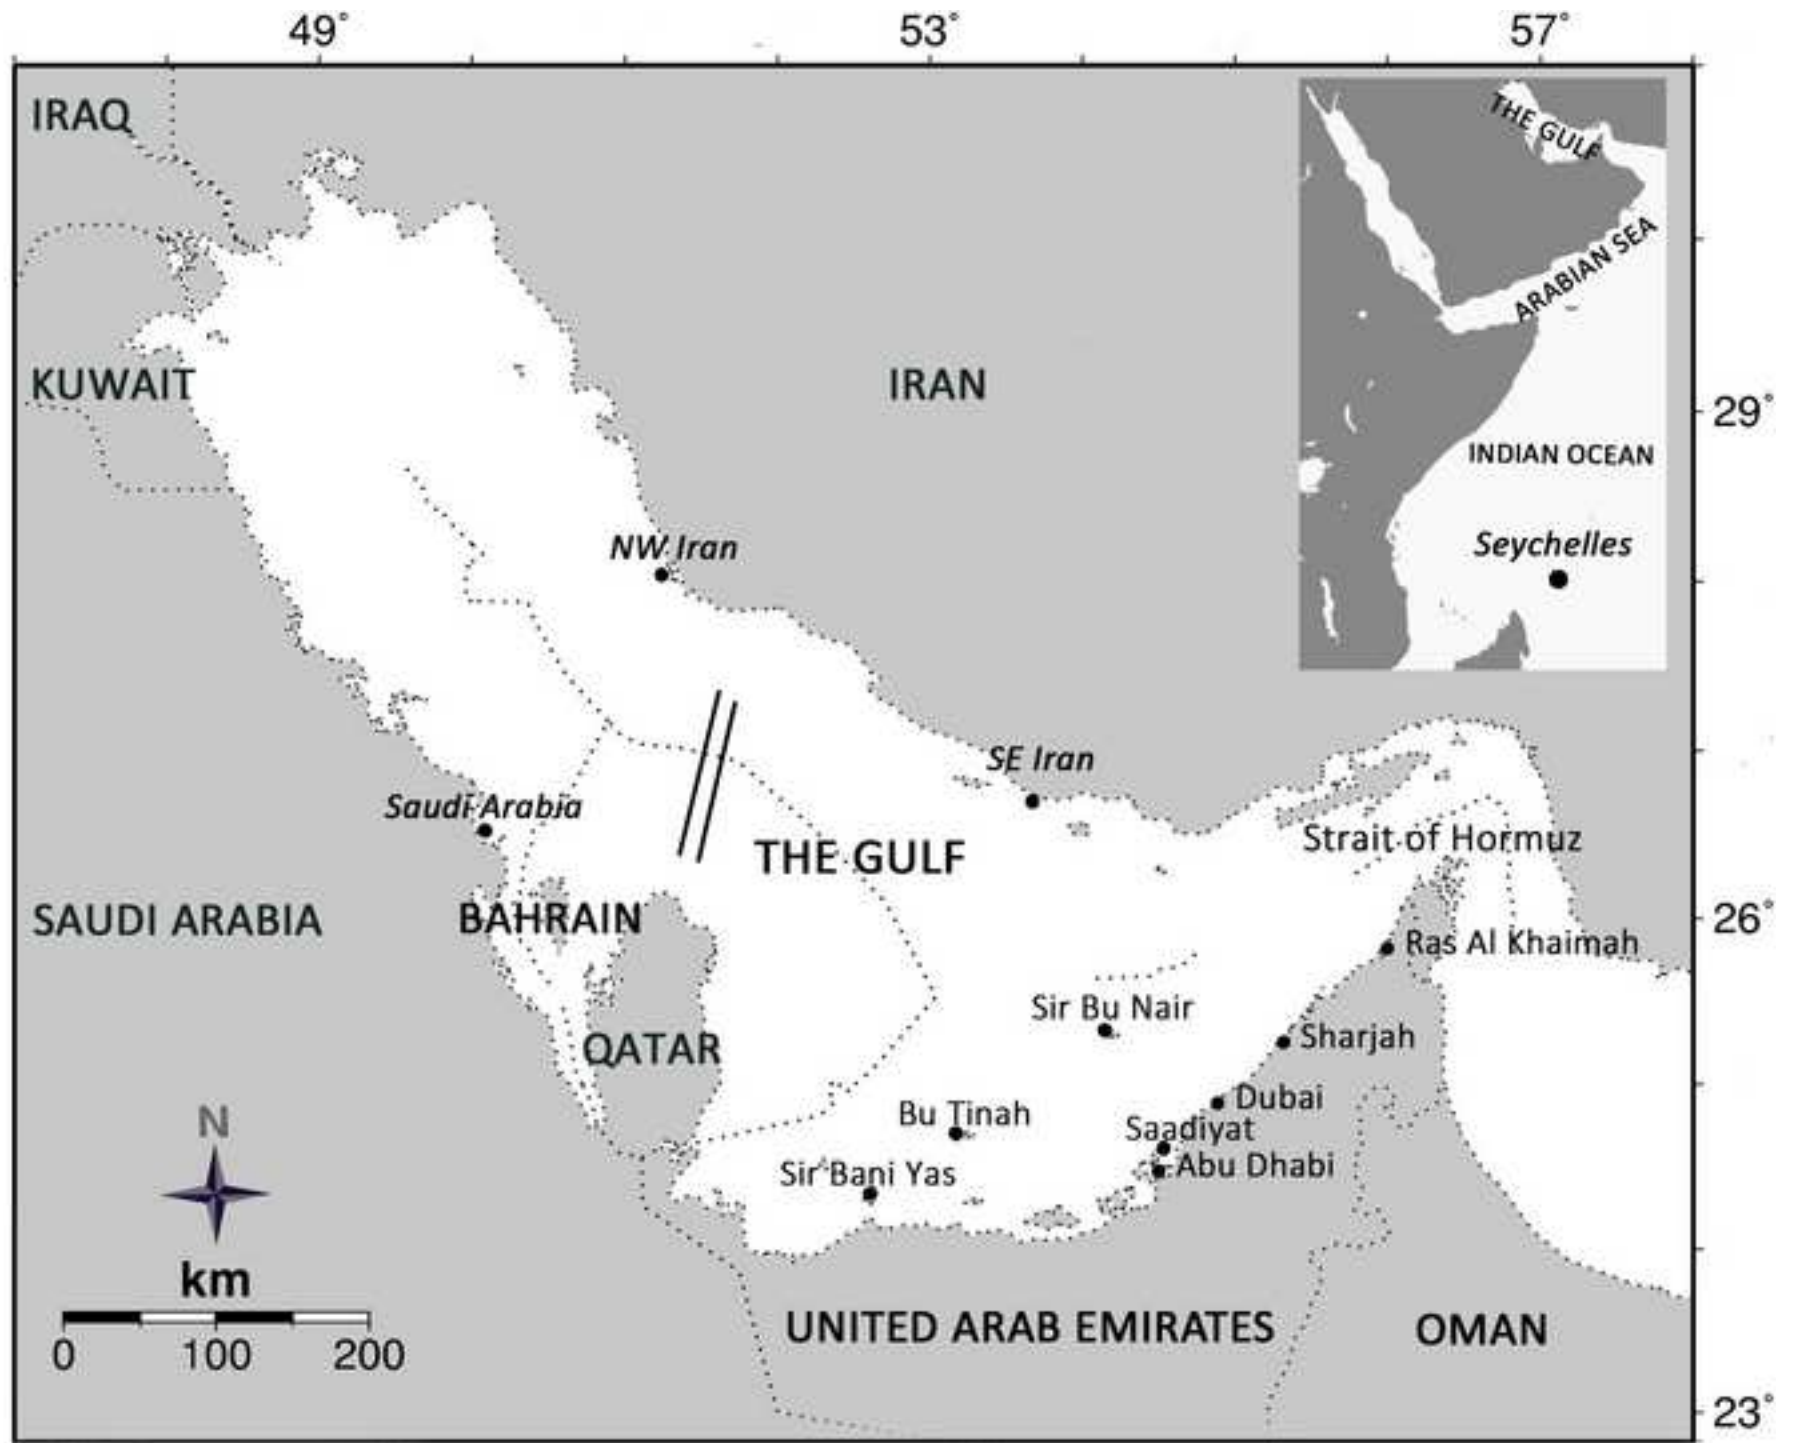 49° 53° 57°
IRAQ
THE GULF
ARABIAN SEA
KUWAIT
IRAN
29°
INDIAN OCEAN
Seychelles
NW Iran
SE Iran
Saudi Arabia
Strait of Hormuz
THE GULF
SAUDI ARABIA
BAHRAIN
26°
Ras Al Khaimah
Sir Bu Nair
Sharjah
QATAR
Dubai
Bu Tinah
Saadiyat
N
Abu Dhabi
Sir Bani Yas
km
UNITED ARAB EMIRATES
OMAN
0 100 200
23°